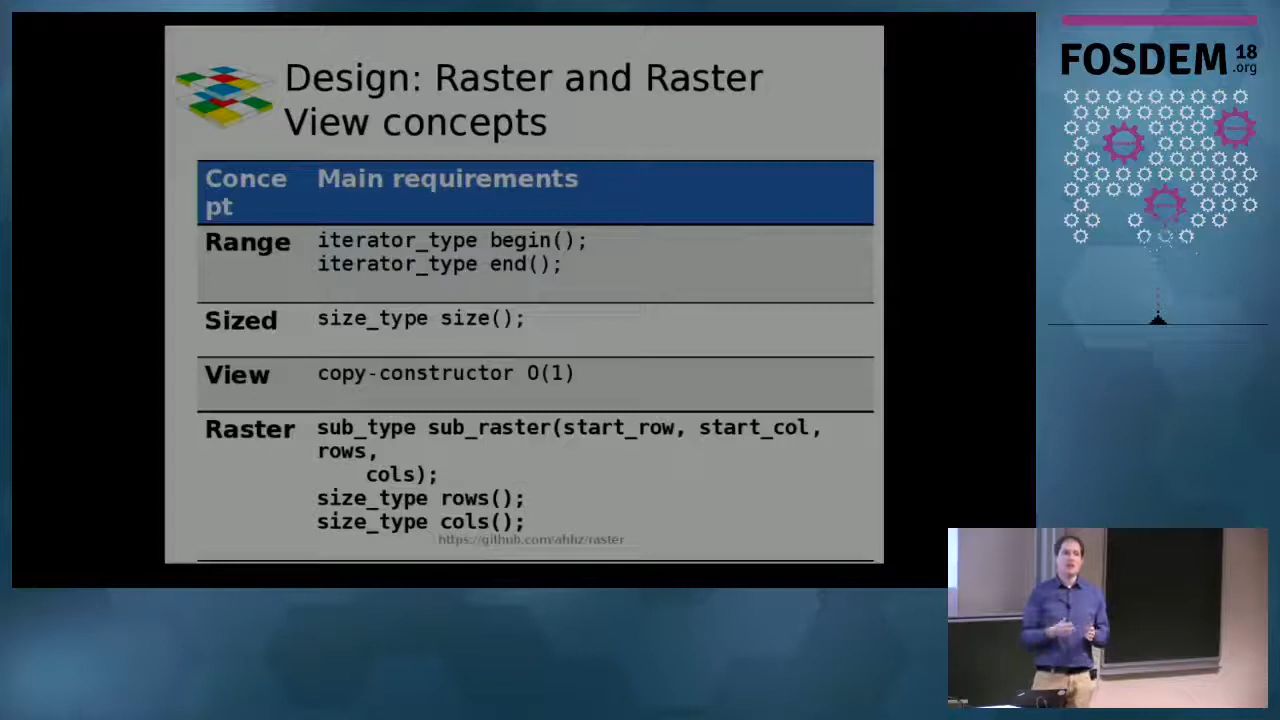 Design: Raster and Raster
View concepts
Conce
pt
Main requirements
Range
iterator_type begin();
iterator_type end();
Sized
size_type size();
View
copy-constructor O(1)
Raster
sub_type sub_raster(start_row, start_col,
rows,
cols);
size_type rows();
size_type cols();
https://github.com/ahhz/raster
FOSDEM 18
.org